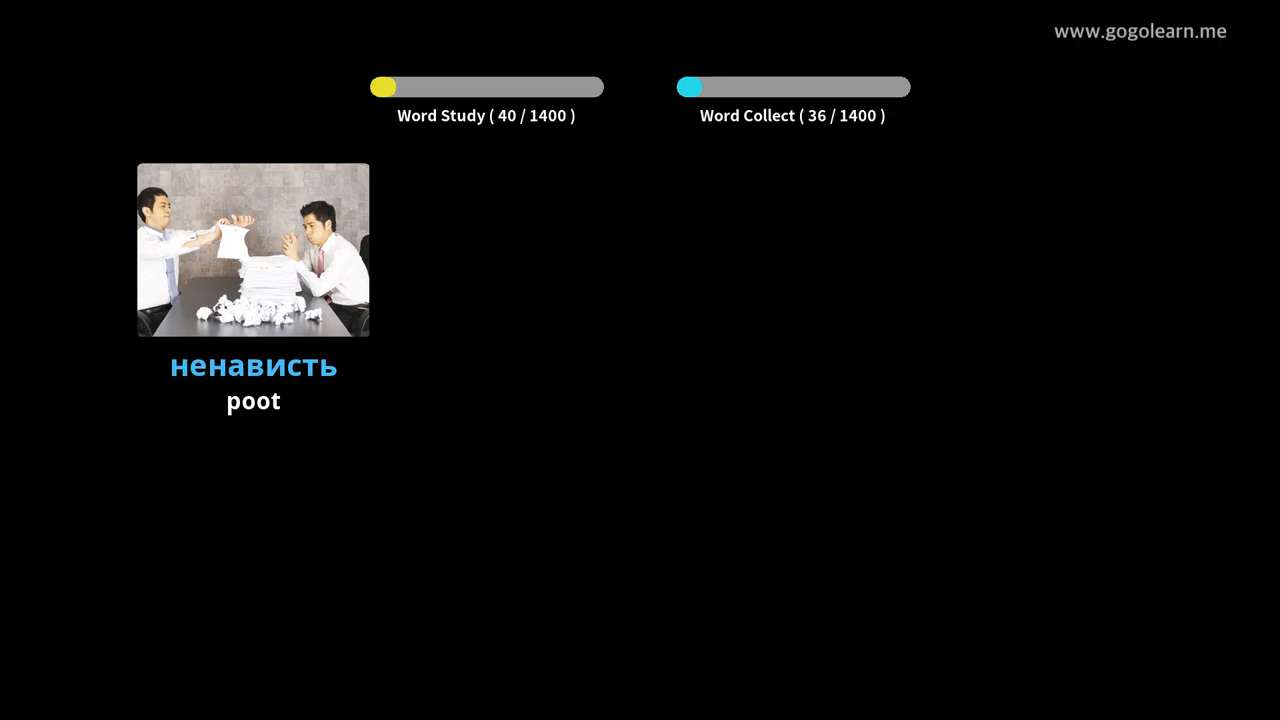 www.gogolearn.me
Word Study ( 40 / 1400 )
Word Collect ( 36 / 1400 )
ненависть
poot